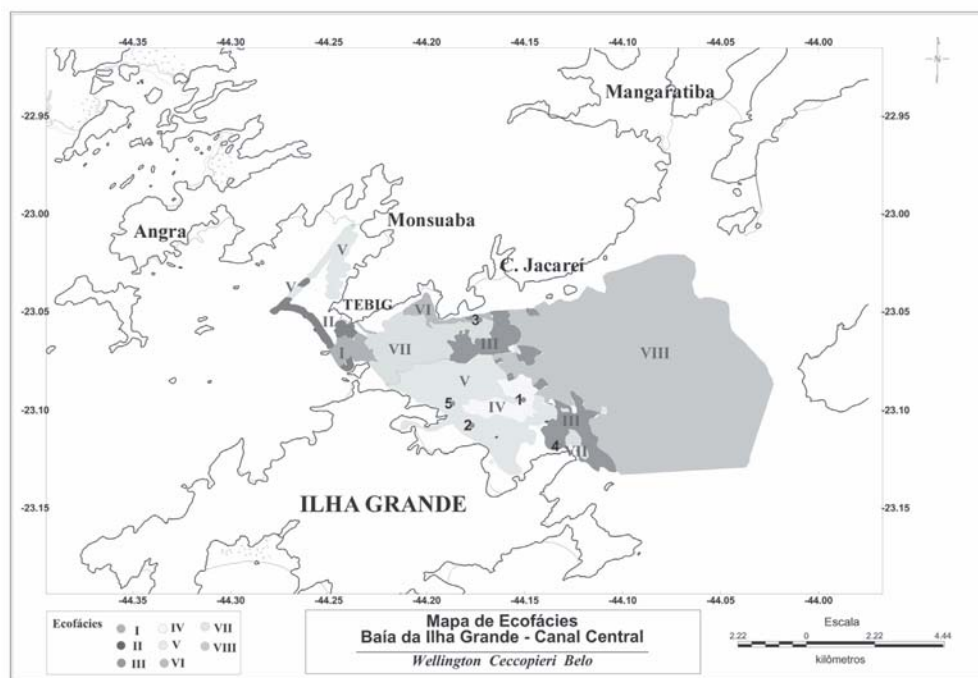 -44.35 -44.30 -44.25 -44.20 -44.15 -44.10 -44.05 -44.00
N
Mangaratiba
-22.95 -22.95
-23.00 -23.00
Monsuaba
Angra
V
C. Jacareí
V
-23.05 -23.05
TEBIG
VI
II
3
III
I
VII
VIII
V
1
5
IV
-23.10 -23.10
III
2
4
VII
ILHA GRANDE
-23.15 -23.15
-44.35 -44.30 -44.25 -44.20 -44.15 -44.10 -44.05 -44.00
Ecofácies
I IV VII
II V VIII
III VI
Mapa de Ecofácies
Baía da Ilha Grande - Canal Central
Wellington Ceccopieri Belo
Escala
2.22 0 2.22 4.44
kilômetros